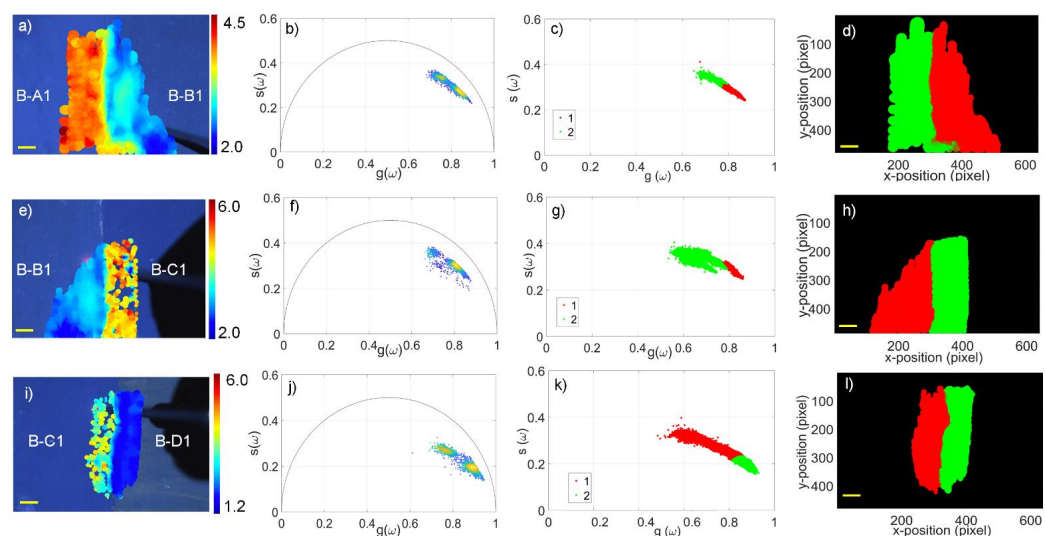 a)
4.5
B-A1
B-B1
2.0
b)
0.6
0.4
0.2
0
s(ω)
0 0.2 0.4 0.6 0.8 1
g(ω)
c)
0.6
0.4
0.2
0
s (ω)
1
2
0 0.2 0.4 0.6 0.8 1
g (ω)
d)
100
200
300
400
y-position (pixel)
200 400 600
x-position (pixel)
e)
6.0
B-B1
B-C1
2.0
f)
0.6
0.4
0.2
0
s(ω)
0 0.2 0.4 0.6 0.8 1
g(ω)
g)
0.6
0.4
0.2
0
s(ω)
1
2
0 0.2 0.4 0.6 0.8 1
g(ω)
h)
100
200
300
400
y-position (pixel)
200 400 600
x-position (pixel)
i)
6.0
B-C1
B-D1
1.2
j)
0.6
0.4
0.2
0
s(ω)
0 0.2 0.4 0.6 0.8 1
g(ω)
k)
0.6
0.4
0.2
0
s(ω)
1
2
0 0.2 0.4 0.6 0.8 1
g(ω)
l)
100
200
300
400
y-position (pixel)
200 400 600
x-position (pixel)